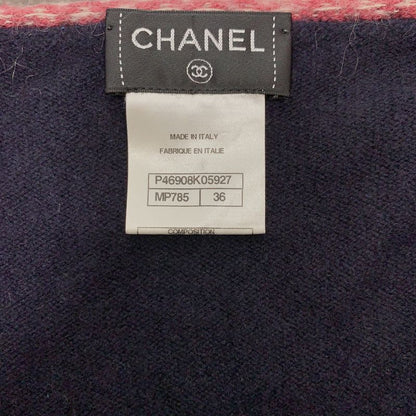 CHANEL
MADE IN ITALY
FABRIQUE EN ITALIE
P46908K05927
MP785 36
COMPOSITION